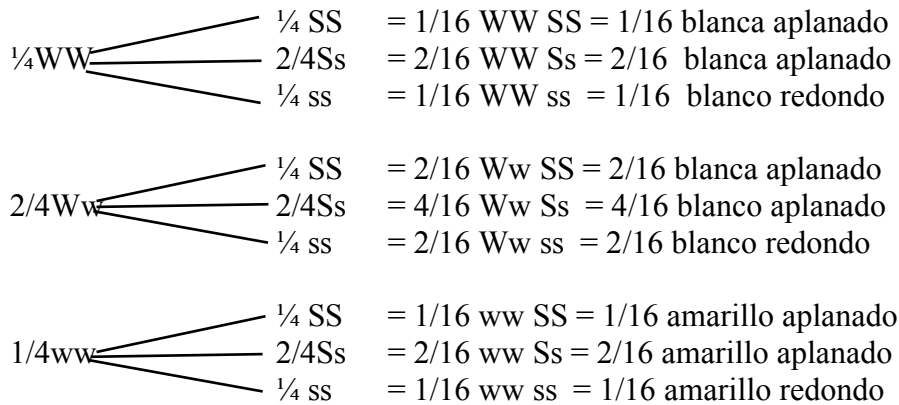 ¼ SS = 1/16 WW SS = 1/16 blanca aplanado
¼WW 2/4Ss = 2/16 WW Ss = 2/16 blanca aplanado
¼ ss = 1/16 WW ss = 1/16 blanco redondo
¼ SS = 2/16 Ww SS = 2/16 blanca aplanado
2/4Ww 2/4Ss = 4/16 Ww Ss = 4/16 blanco aplanado
¼ ss = 2/16 Ww ss = 2/16 blanco redondo
¼ SS = 1/16 ww SS = 1/16 amarillo aplanado
1/4ww 2/4Ss = 2/16 ww Ss = 2/16 amarillo aplanado
¼ ss = 1/16 ww ss = 1/16 amarillo redondo